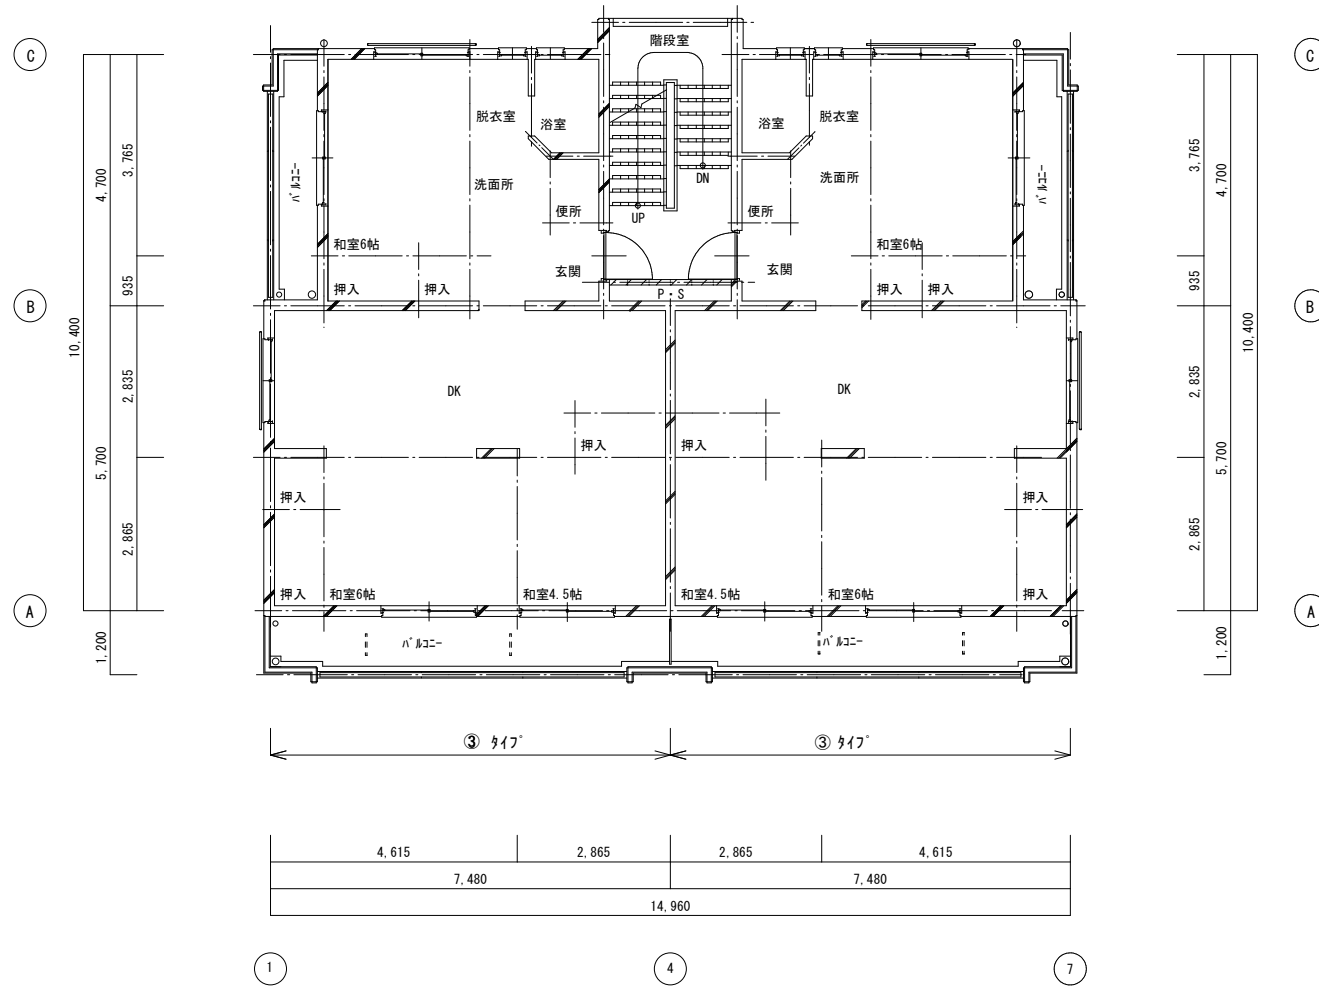 C
C
階段室
脱衣室
浴室
浴室
脱衣室
3,765
4,700
3,765
4,700
バルコニー
バルコニー
洗面所
洗面所
DN
便所
UP
便所
和室6帖
和室6帖
玄関
玄関
935
押入
押入
P・S
押入
押入
935
B
B
10,400
10,400
2,835
2,835
DK
DK
押入
押入
5,700
5,700
押入
押入
2,865
2,865
押入
和室6帖
和室4.5帖
和室4.5帖
和室6帖
押入
A
A
1,200
1,200
バルコニー
バルコニー
③ タイプ
③ タイプ
4,615
2,865
2,865
4,615
7,480
7,480
14,960
1
4
7